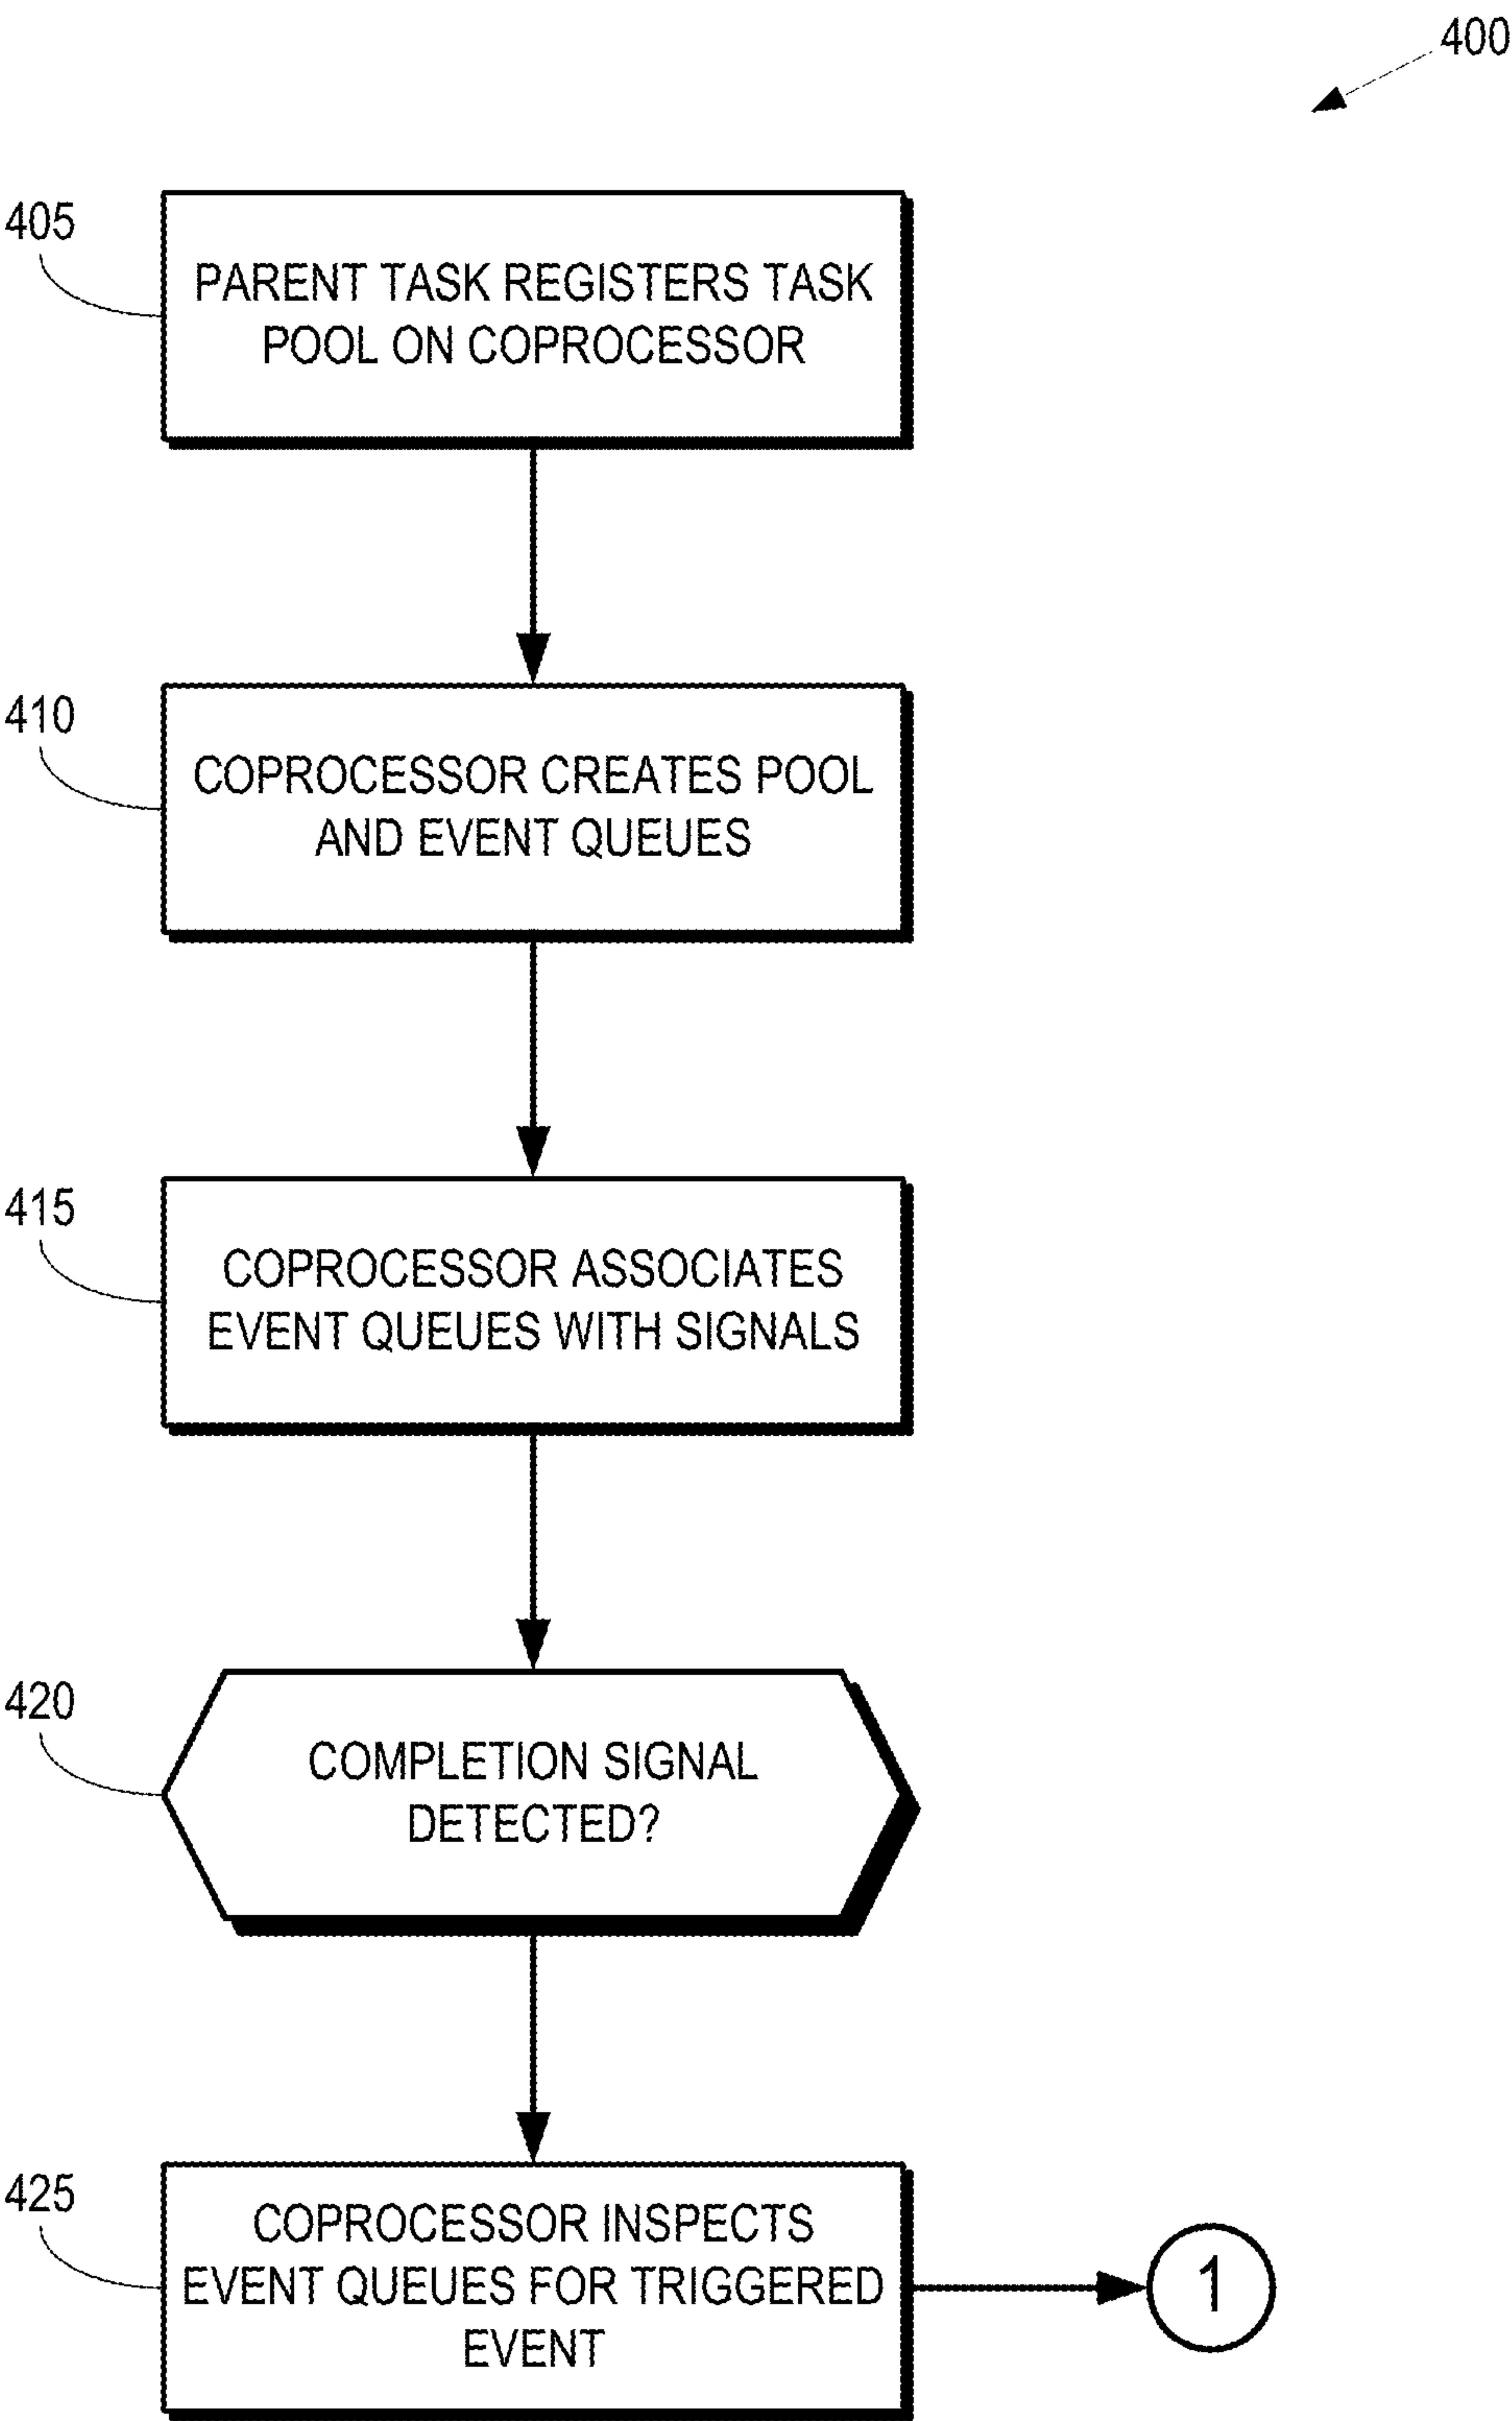 400
405
PARENT TASK REGISTERS TASK
POOL ON COPROCESSOR
410
COPROCESSOR CREATES POOL
AND EVENT QUEUES
415
COPROCESSOR ASSOCIATES
EVENT QUEUES WITH SIGNALS
420
COMPLETION SIGNAL
DETECTED?
425
COPROCESSOR INSPECTS
EVENT QUEUES FOR TRIGGERED
EVENT
1